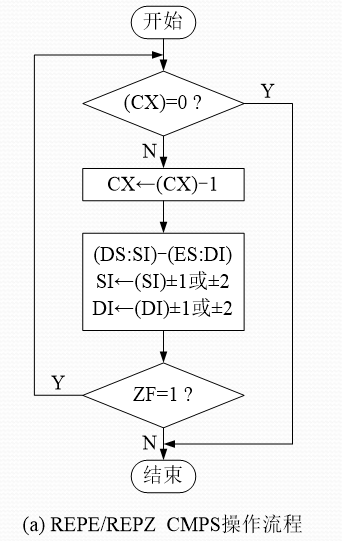 开始
(CX)=0 ?
Y
N
CX←(CX)-1
(DS:SI)-(ES:DI)
SI←(SI)±1或±2
DI←(DI)±1或±2
Y
ZF=1 ?
N
结束
(a) REPE/REPZ CMPS操作流程